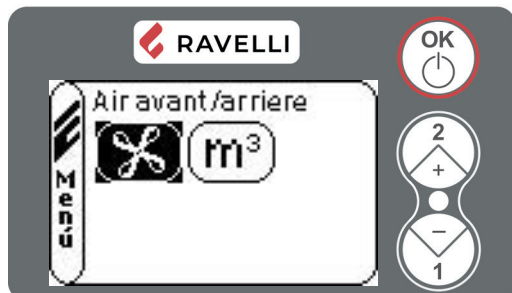 RAVELLI
OK
Air avant/arriere
m³
Menú
2
+
−
1